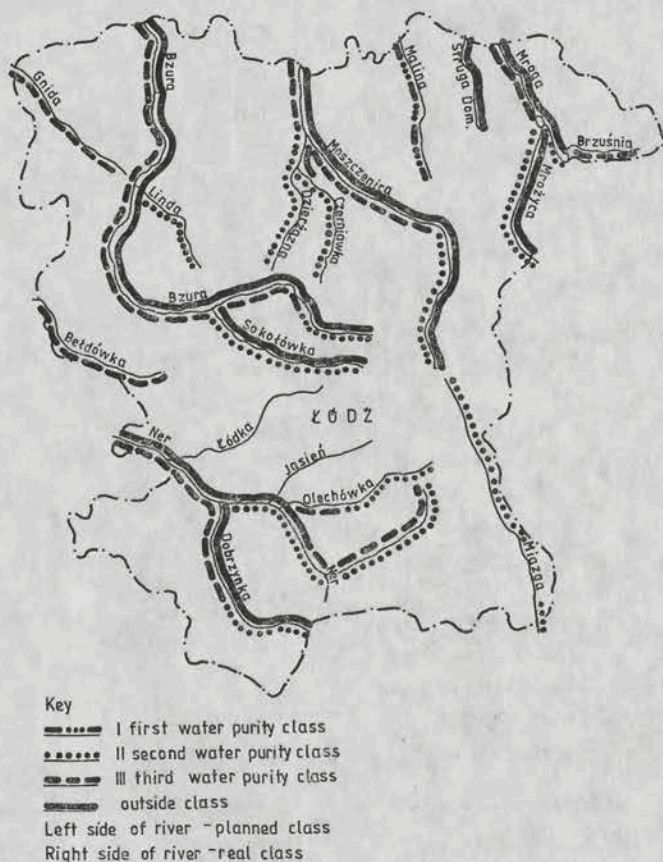 Gnida
Bzura
Malina
Struga Dom.
Mroga
Brzuśnia
Mrożyca
Moszczenica
Linda
Dzierżązna
Czerniawka
Bzura
Sokołówka
Bełdówka
Ner
Łódka
ŁÓDŹ
Jasień
Olechówka
Dobrzynka
Ner
Miazga
Key
I first water purity class
II second water purity class
III third water purity class
outside class
Left side of river - planned class
Right side of river - real class